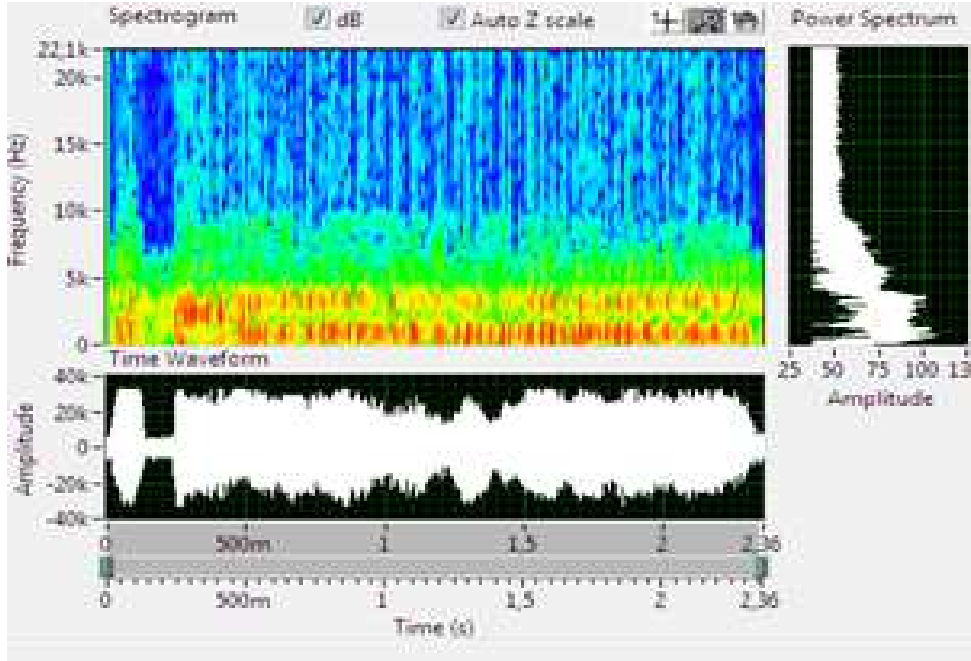 Spectrogram dB Auto Z scale Power Spectrum
22,1k
20k
15k
10k
5k
0
Frequency (Hz)
25 50 75 100 13
Amplitude
Time Waveform
40k
20k
0
-20k
-40k
Amplitude
0 500m 1 1,5 2 2,36
0 500m 1 1,5 2 2,36
Time (s)